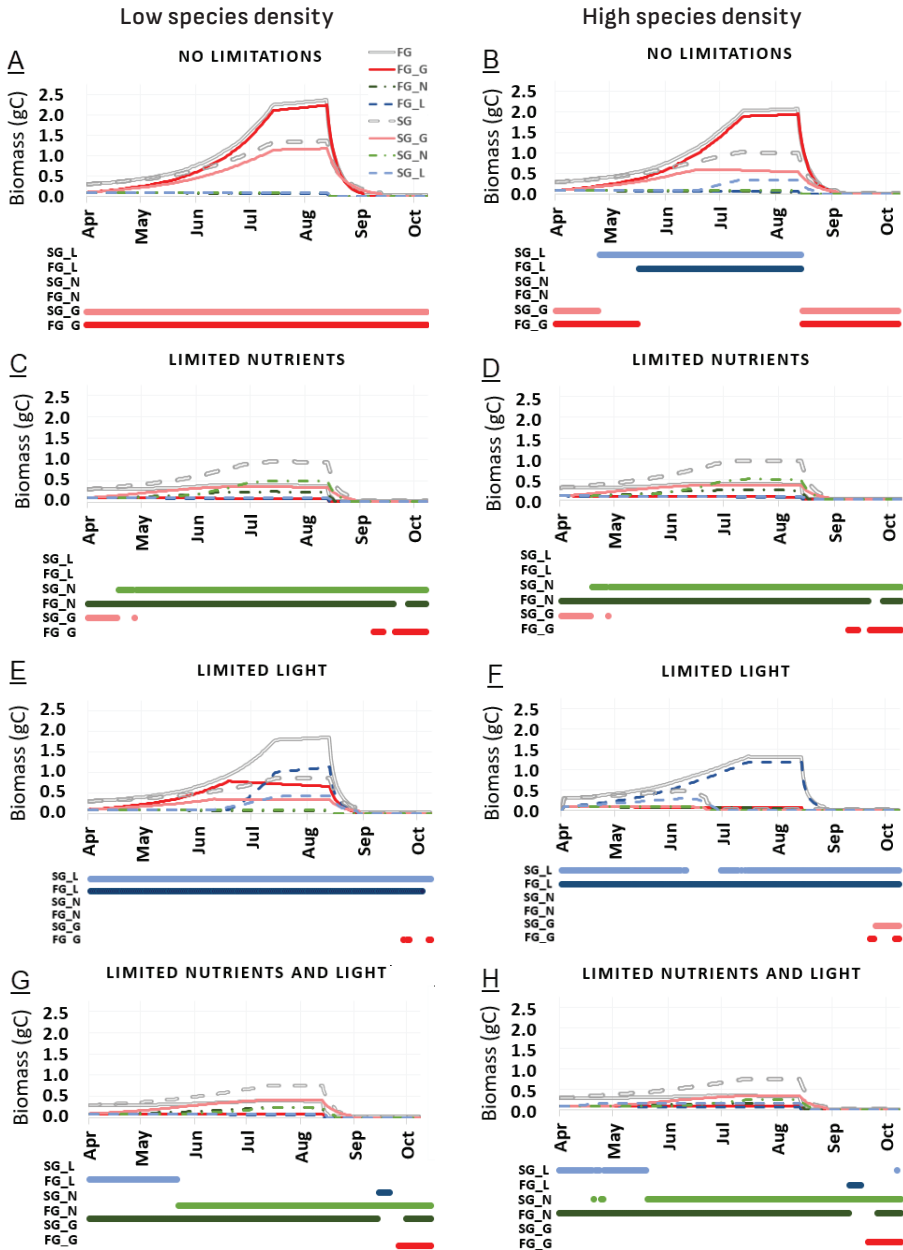 Low species density
High species density
A
NO LIMITATIONS
FG
FG_G
FG_N
FG_L
SG
SG_G
SG_N
SG_L
Biomass (gC)
2.5
2.0
1.5
1.0
0.5
0.0
Apr
May
Jun
Jul
Aug
Sep
Oct
SG_L
FG_L
SG_N
FG_N
SG_G
FG_G
B
NO LIMITATIONS
Biomass (gC)
2.5
2.0
1.5
1.0
0.5
0.0
Apr
May
Jun
Jul
Aug
Sep
Oct
SG_L
FG_L
SG_N
FG_N
SG_G
FG_G
C
LIMITED NUTRIENTS
Biomass (gC)
2.5
2.0
1.5
1.0
0.5
0.0
Apr
May
Jun
Jul
Aug
Sep
Oct
SG_L
FG_L
SG_N
FG_N
SG_G
FG_G
D
LIMITED NUTRIENTS
Biomass (gC)
2.5
2.0
1.5
1.0
0.5
0.0
Apr
May
Jun
Jul
Aug
Sep
Oct
SG_L
FG_L
SG_N
FG_N
SG_G
FG_G
E
LIMITED LIGHT
Biomass (gC)
2.5
2.0
1.5
1.0
0.5
0.0
Apr
May
Jun
Jul
Aug
Sep
Oct
SG_L
FG_L
SG_N
FG_N
SG_G
FG_G
F
LIMITED LIGHT
Biomass (gC)
2.5
2.0
1.5
1.0
0.5
0.0
Apr
May
Jun
Jul
Aug
Sep
Oct
SG_L
FG_L
SG_N
FG_N
SG_G
FG_G
G
LIMITED NUTRIENTS AND LIGHT
Biomass (gC)
2.5
2.0
1.5
1.0
0.5
0.0
Apr
May
Jun
Jul
Aug
Sep
Oct
SG_L
FG_L
SG_N
FG_N
SG_G
FG_G
H
LIMITED NUTRIENTS AND LIGHT
Biomass (gC)
2.5
2.0
1.5
1.0
0.5
0.0
Apr
May
Jun
Jul
Aug
Sep
Oct
SG_L
FG_L
SG_N
FG_N
SG_G
FG_G